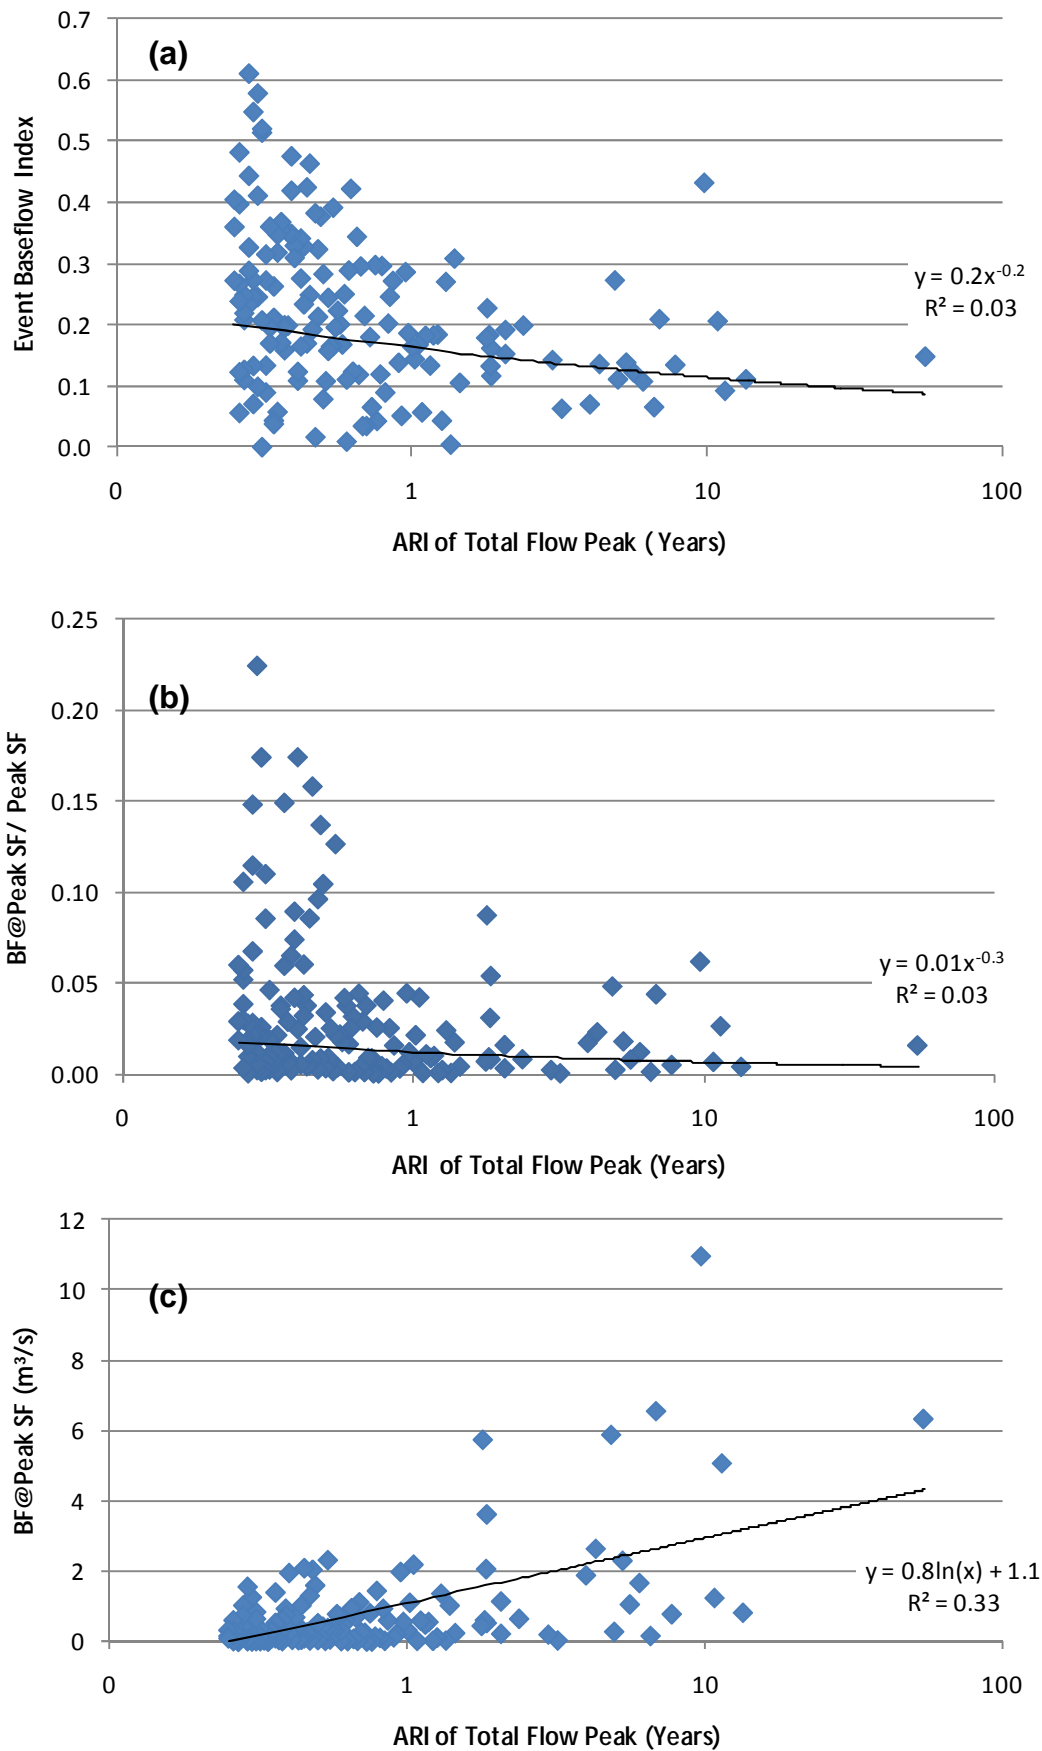 (a)
Event Baseflow Index
0.7
0.6
0.5
0.4
0.3
0.2
0.1
0.0
y = 0.2x^-0.2
R² = 0.03
0 1 10 100
ARI of Total Flow Peak ( Years)
(b)
BF@Peak SF/ Peak SF
0.25
0.20
0.15
0.10
0.05
0.00
y = 0.01x^-0.3
R² = 0.03
0 1 10 100
ARI of Total Flow Peak (Years)
(c)
BF@Peak SF (m³/s)
12
10
8
6
4
2
0
y = 0.8ln(x) + 1.1
R² = 0.33
0 1 10 100
ARI of Total Flow Peak (Years)